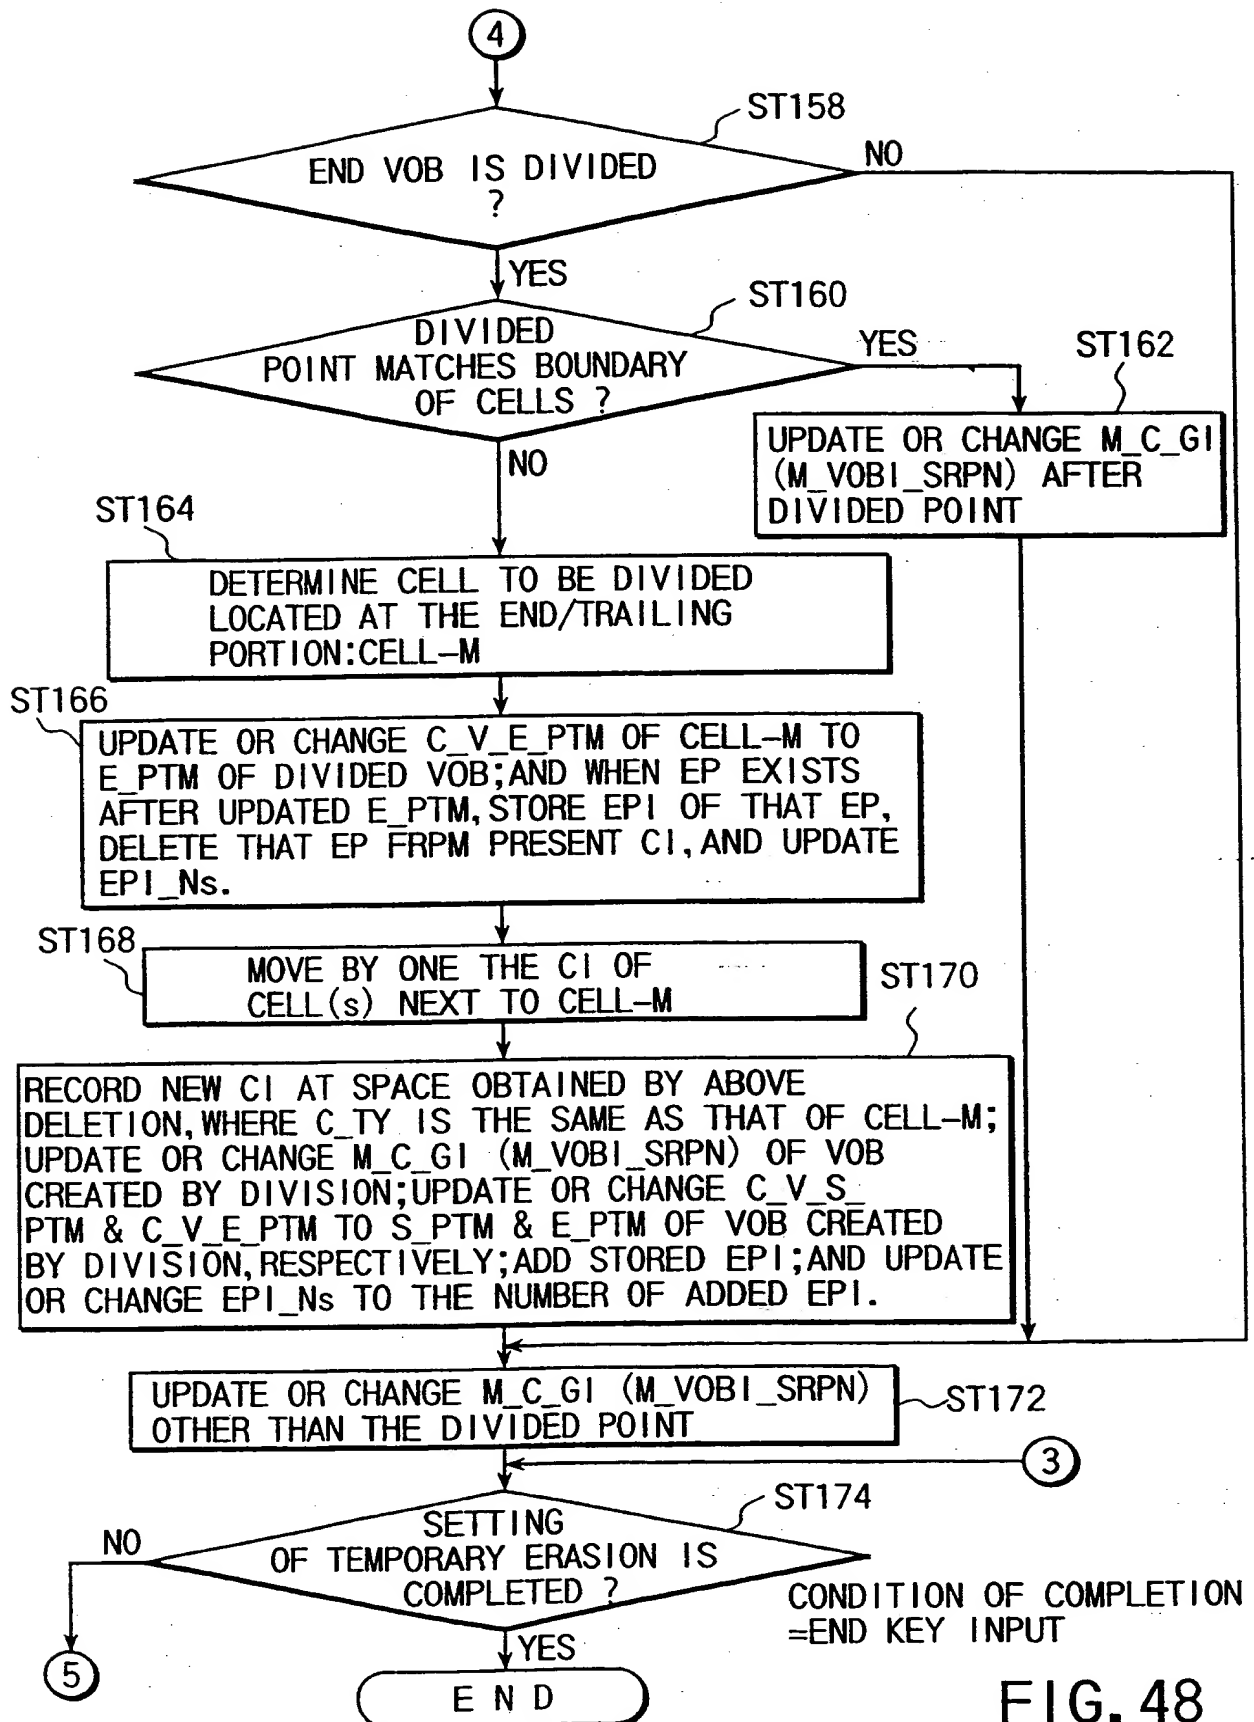 4
ST158
END VOB IS DIVIDED
?
NO
YES
ST160
DIVIDED
POINT MATCHES BOUNDARY
OF CELLS ?
YES
ST162
UPDATE OR CHANGE M_C_GI
(M_VOBI_SRPN) AFTER
DIVIDED POINT
NO
ST164
DETERMINE CELL TO BE DIVIDED
LOCATED AT THE END/TRAILING
PORTION:CELL-M
ST166
UPDATE OR CHANGE C_V_E_PTM OF CELL-M TO
E_PTM OF DIVIDED VOB;AND WHEN EP EXISTS
AFTER UPDATED E_PTM,STORE EPI OF THAT EP,
DELETE THAT EP FRPM PRESENT CI,AND UPDATE
EPI_Ns.
ST168
MOVE BY ONE THE CI OF
CELL(s) NEXT TO CELL-M
ST170
RECORD NEW CI AT SPACE OBTAINED BY ABOVE
DELETION,WHERE C_TY IS THE SAME AS THAT OF CELL-M;
UPDATE OR CHANGE M_C_GI (M_VOBI_SRPN) OF VOB
CREATED BY DIVISION;UPDATE OR CHANGE C_V_S_
PTM & C_V_E_PTM TO S_PTM & E_PTM OF VOB CREATED
BY DIVISION,RESPECTIVELY;ADD STORED EPI;AND UPDATE
OR CHANGE EPI_Ns TO THE NUMBER OF ADDED EPI.
UPDATE OR CHANGE M_C_GI (M_VOBI_SRPN)
OTHER THAN THE DIVIDED POINT
ST172
3
ST174
SETTING
OF TEMPORARY ERASION IS
COMPLETED ?
NO
CONDITION OF COMPLETION
=END KEY INPUT
5
YES
END
FIG. 48